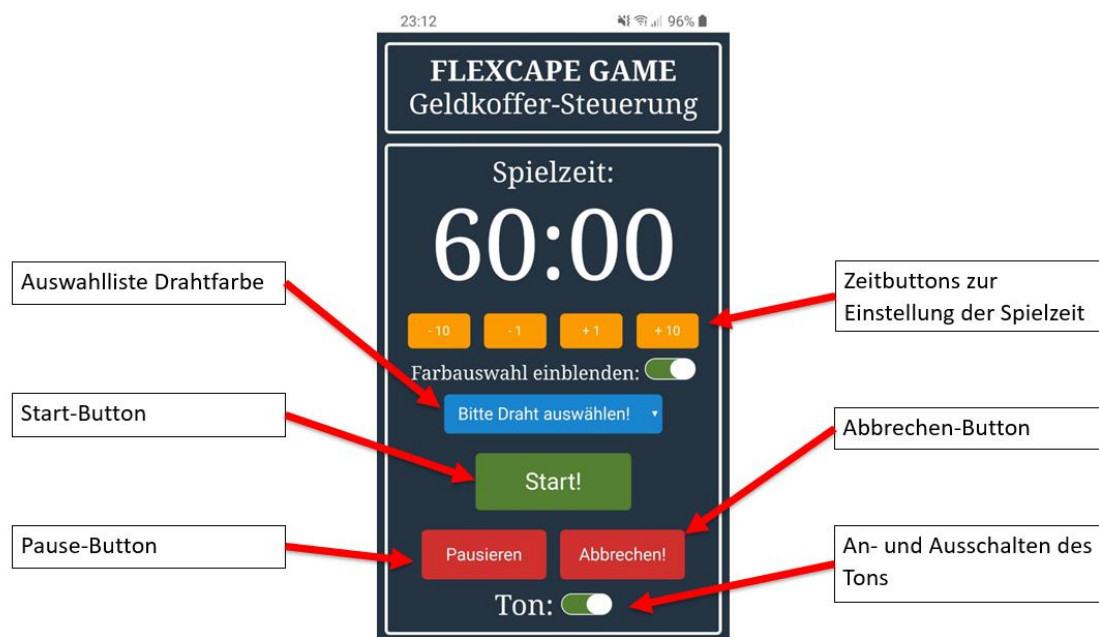 23:12
96%
FLEXCAPE GAME
Geldkoffer-Steuerung
Spielzeit:
60:00
- 10
- 1
+ 1
+ 10
Farbauswahl einblenden:
Bitte Draht auswählen!
Start!
Pausieren
Abbrechen!
Ton:
Auswahlliste Drahtfarbe
Start-Button
Pause-Button
Zeitbuttons zur
Einstellung der Spielzeit
Abbrechen-Button
An- und Ausschalten des
Tons